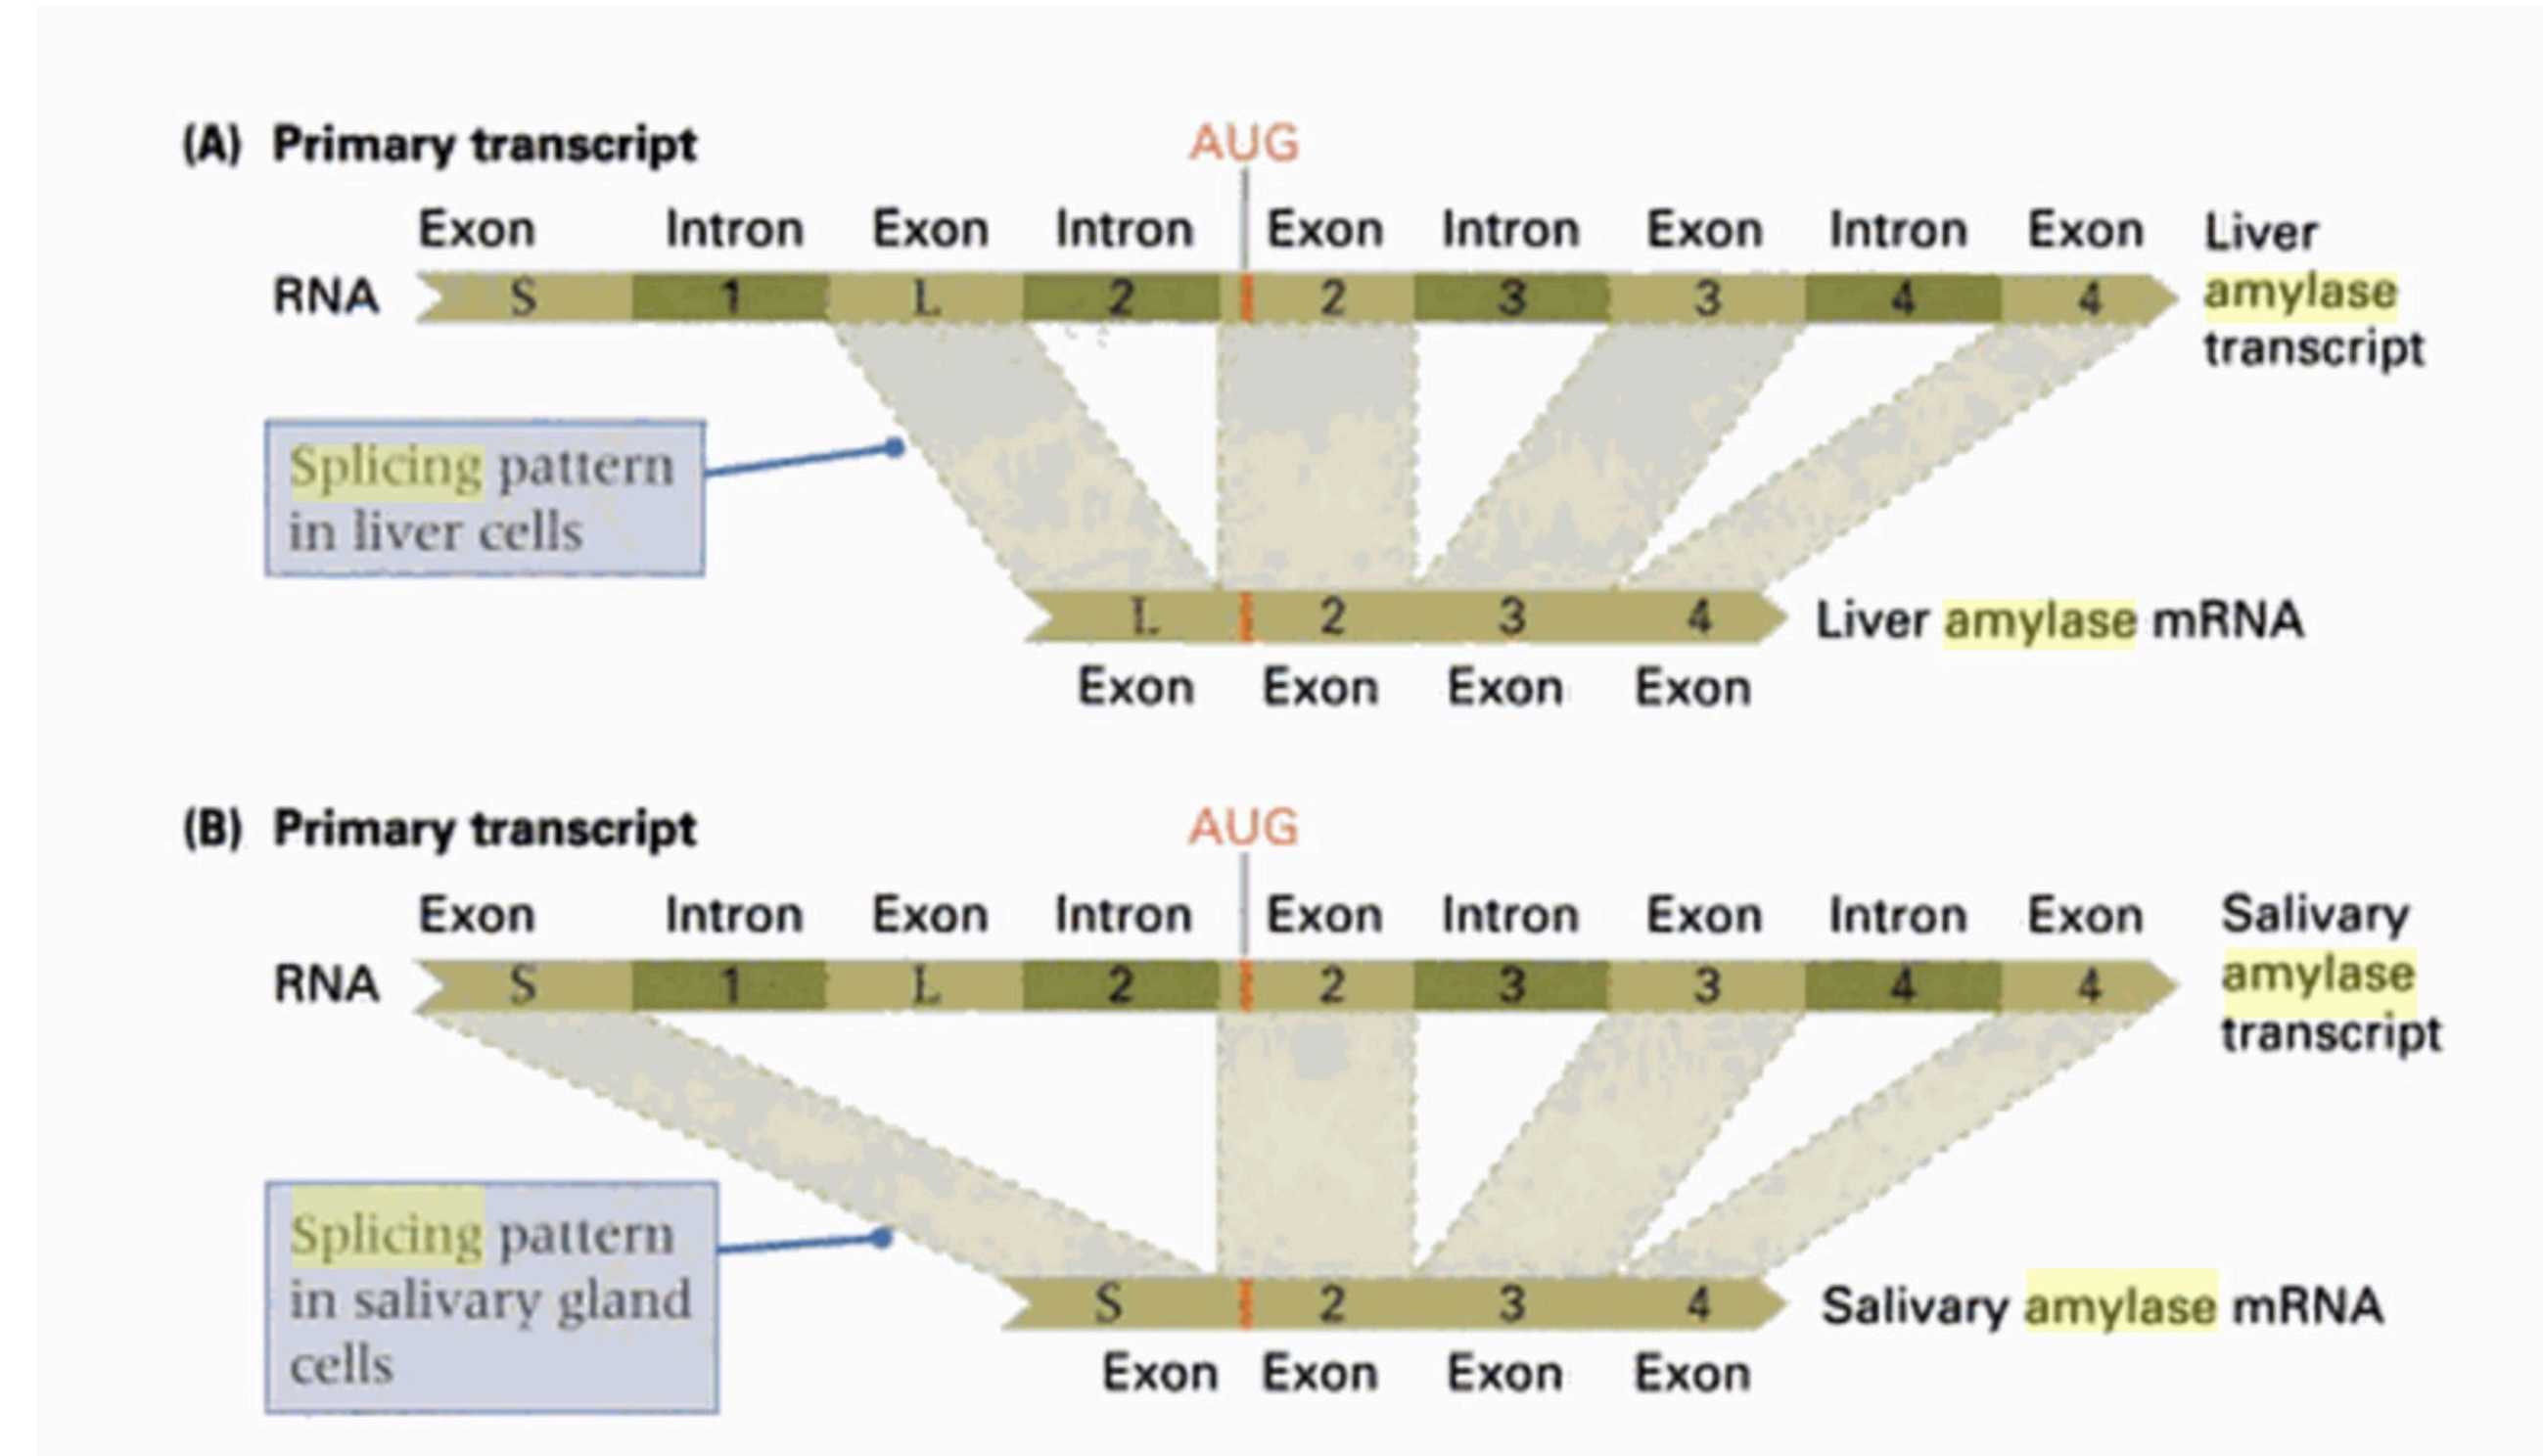 (A) Primary transcript
AUG
Exon Intron Exon Intron Exon Intron Exon Intron Exon
RNA S 1 L 2 2 3 3 4 4
Liver
amylase
transcript
Splicing pattern
in liver cells
L 2 3 4 Liver amylase mRNA
Exon Exon Exon Exon
(B) Primary transcript
AUG
Exon Intron Exon Intron Exon Intron Exon Intron Exon
RNA S 1 L 2 2 3 3 4 4
Salivary
amylase
transcript
Splicing pattern
in salivary gland
cells
S 2 3 4 Salivary amylase mRNA
Exon Exon Exon Exon